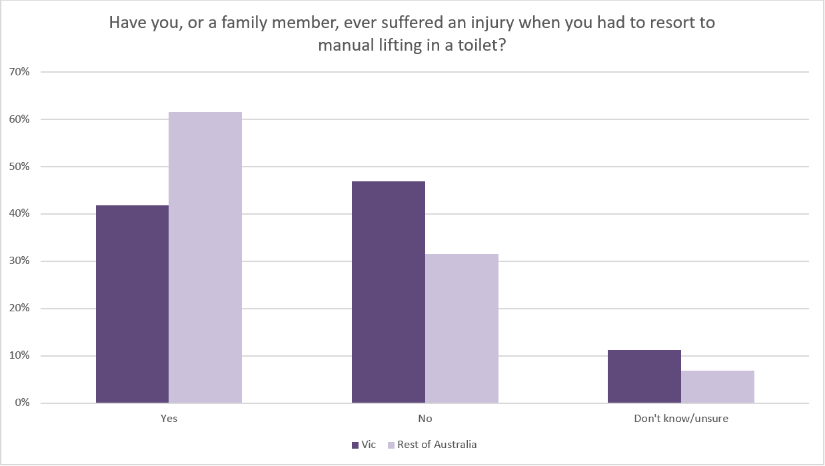 Have you, or a family member, ever suffered an injury when you had to resort to
manual lifting in a toilet?
70%
60%
50%
40%
30%
20%
10%
0%
Yes No Don't know/unsure
Vic Rest of Australia